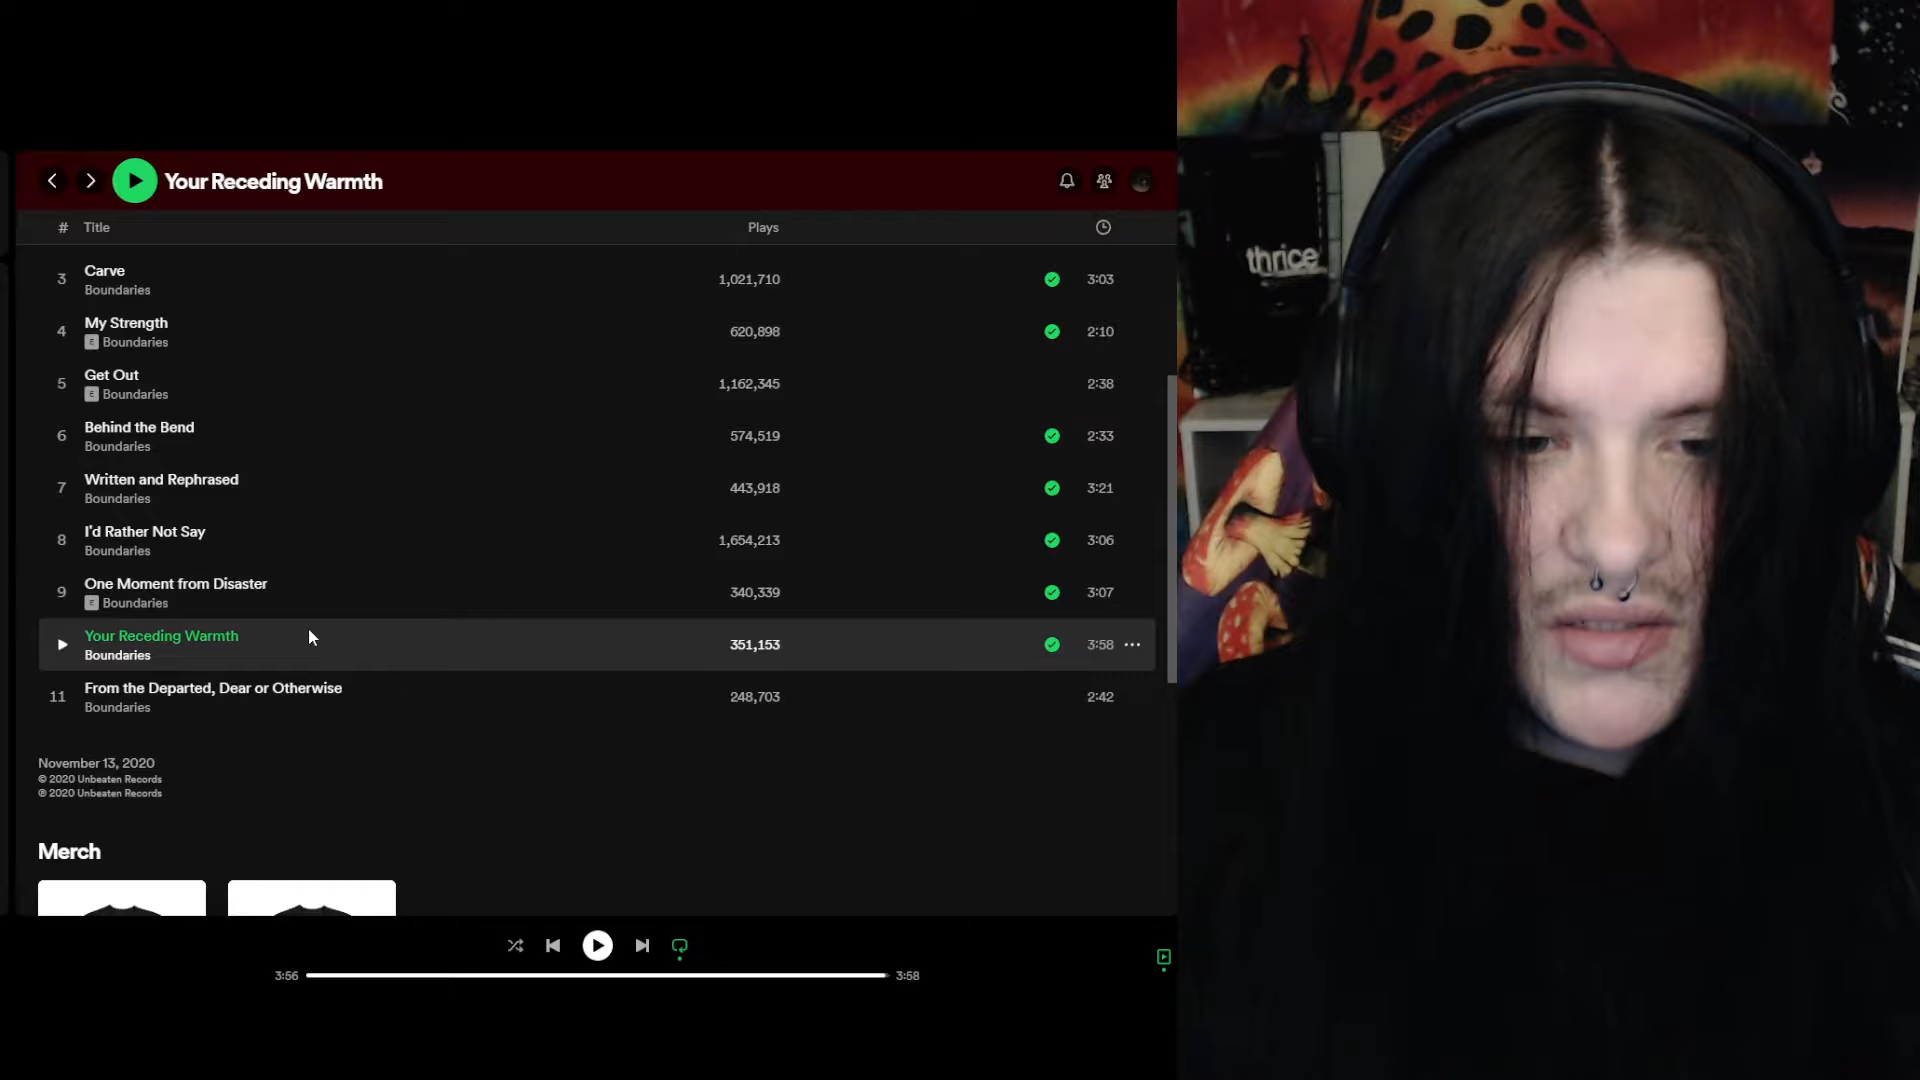 Your Receding Warmth
# Title Plays
3 Carve 1,021,710 3:03
Boundaries
4 My Strength 620,898 2:10
E Boundaries
5 Get Out 1,162,345 2:38
E Boundaries
6 Behind the Bend 574,519 2:33
Boundaries
7 Written and Rephrased 443,918 3:21
Boundaries
8 I'd Rather Not Say 1,654,213 3:06
Boundaries
9 One Moment from Disaster 340,339 3:07
E Boundaries
Your Receding Warmth 351,153 3:58
Boundaries
11 From the Departed, Dear or Otherwise 248,703 2:42
Boundaries
November 13, 2020
© 2020 Unbeaten Records
℗ 2020 Unbeaten Records
Merch
3:56 3:58
thrice